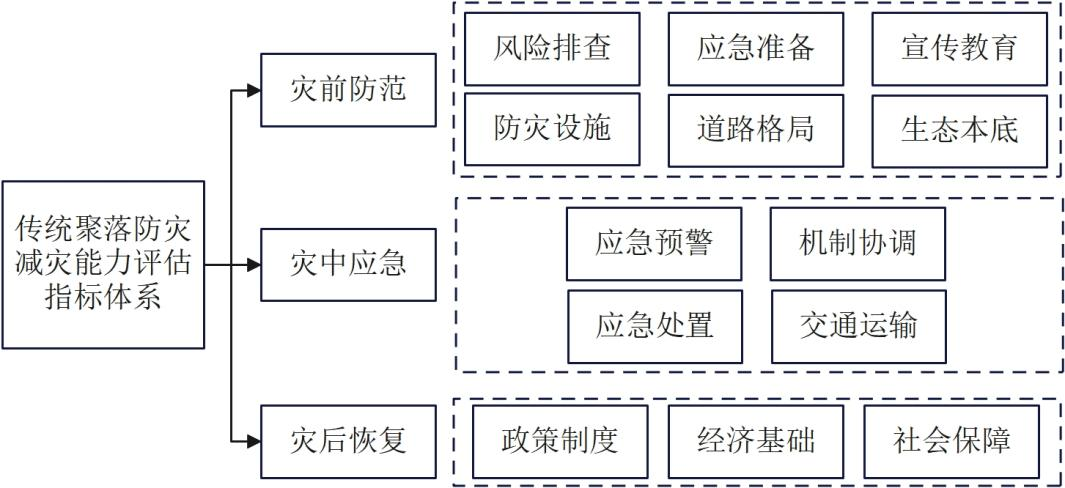 传统聚落防灾
减灾能力评估
指标体系
灾前防范
风险排查
应急准备
宣传教育
防灾设施
道路格局
生态本底
灾中应急
应急预警
机制协调
应急处置
交通运输
灾后恢复
政策制度
经济基础
社会保障